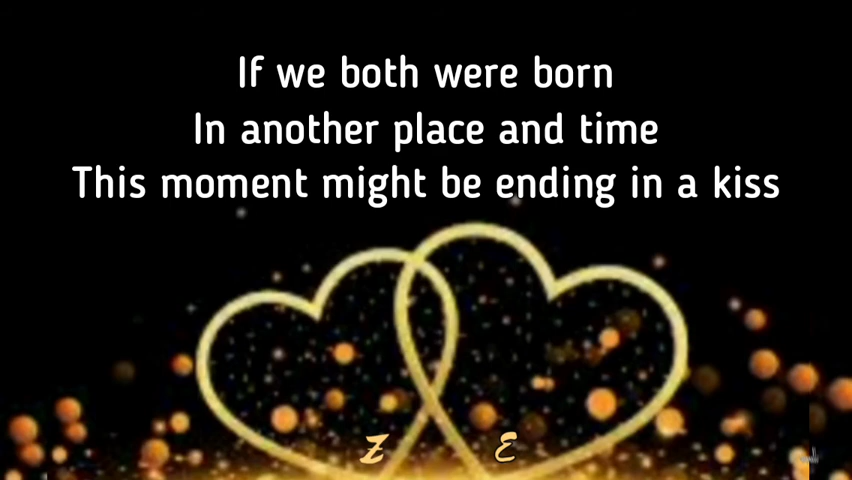 If we both were born
In another place and time
This moment might be ending in a kiss
Z E